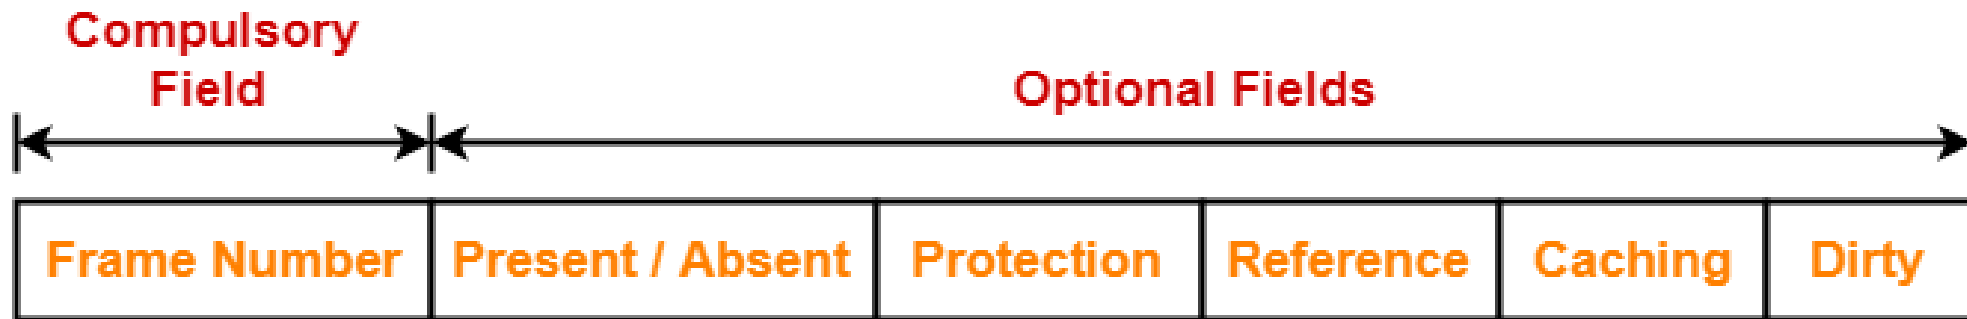 Compulsory
Field
Optional Fields
Frame Number
Present / Absent
Protection
Reference
Caching
Dirty